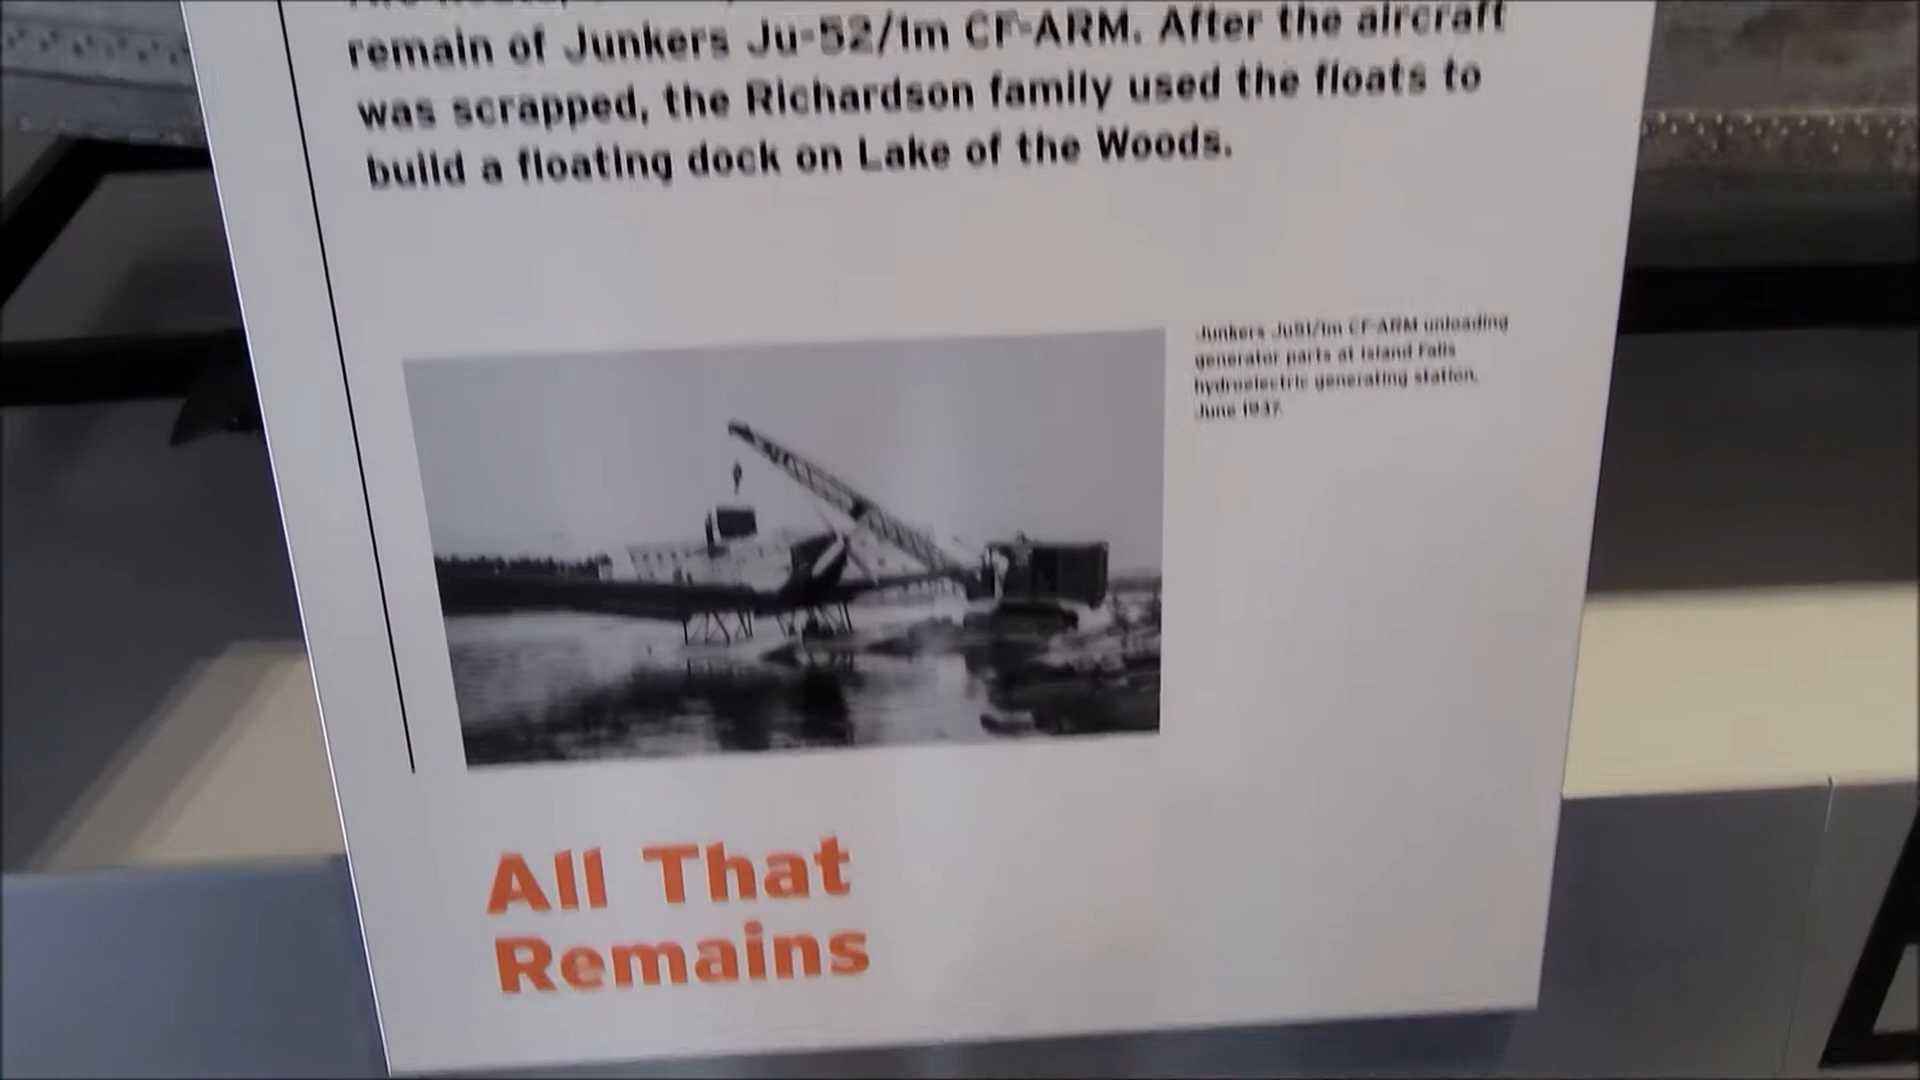 remain of Junkers Ju-52/1m CF-ARM. After the aircraft
was scrapped, the Richardson family used the floats to
build a floating dock on Lake of the Woods.
Junkers Ju51/1m CF-ARM unloading
generator parts at Island Falls
hydroelectric generating station,
June 1937.
All That
Remains